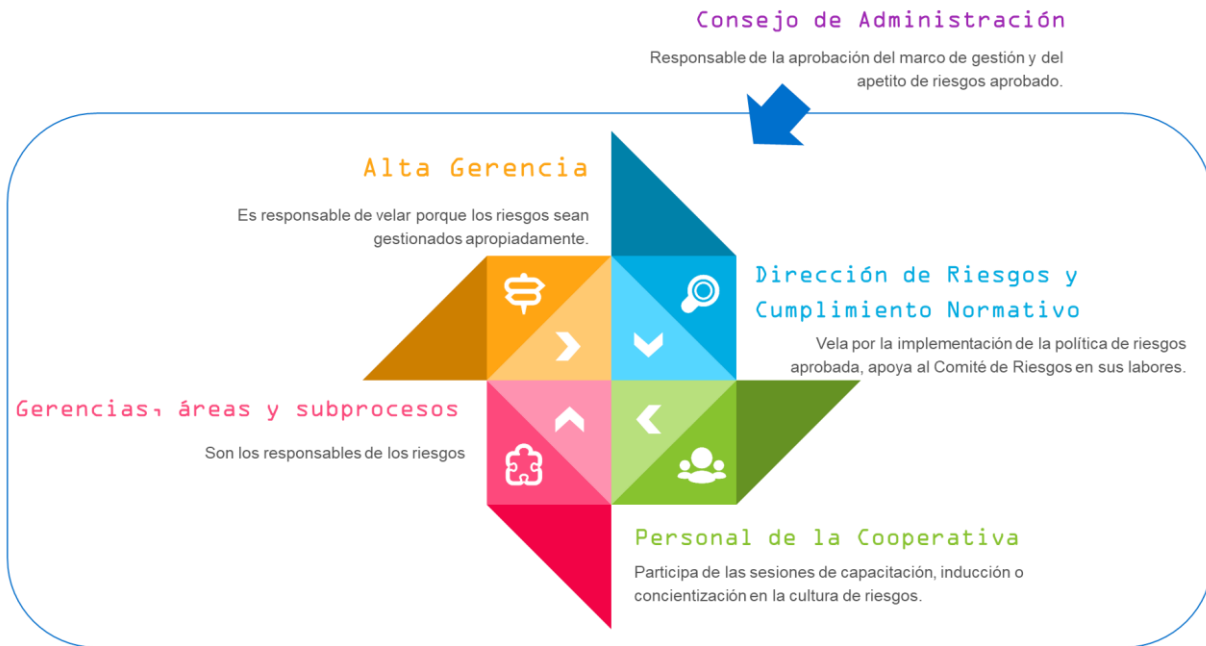 Consejo de Administración
Responsable de la aprobación del marco de gestión y del
apetito de riesgos aprobado.
Alta Gerencia
Es responsable de velar porque los riesgos sean
gestionados apropiadamente.
Dirección de Riesgos y
Cumplimiento Normativo
Vela por la implementación de la política de riesgos
aprobada, apoya al Comité de Riesgos en sus labores.
Gerencias, áreas y subprocesos
Son los responsables de los riesgos
Personal de la Cooperativa
Participa de las sesiones de capacitación, inducción o
concientización en la cultura de riesgos.